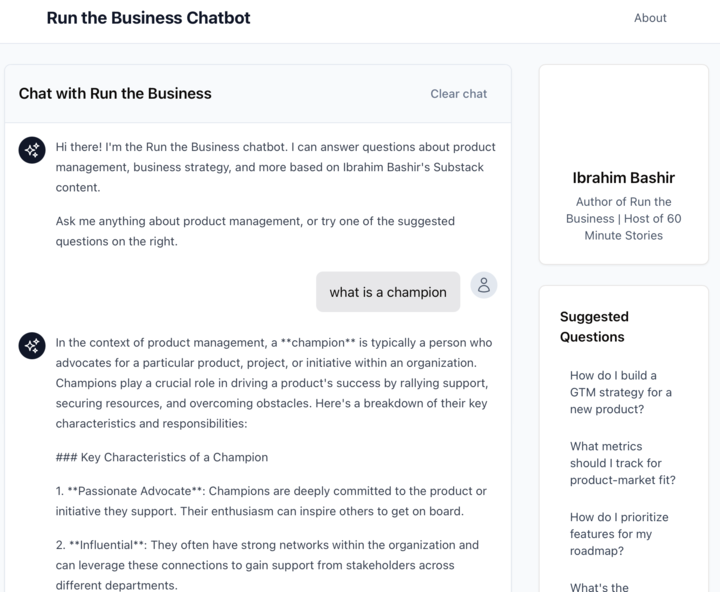 Run the Business Chatbot
About
Chat with Run the Business
Clear chat
Hi there! I'm the Run the Business chatbot. I can answer questions about product
management, business strategy, and more based on Ibrahim Bashir's Substack
content.
Ask me anything about product management, or try one of the suggested
questions on the right.
what is a champion
In the context of product management, a **champion** is typically a person who
advocates for a particular product, project, or initiative within an organization.
Champions play a crucial role in driving a product's success by rallying support,
securing resources, and overcoming obstacles. Here's a breakdown of their key
characteristics and responsibilities:
### Key Characteristics of a Champion
1. **Passionate Advocate**: Champions are deeply committed to the product or
initiative they support. Their enthusiasm can inspire others to get on board.
2. **Influential**: They often have strong networks within the organization and
can leverage these connections to gain support from stakeholders across
different departments.
Ibrahim Bashir
Author of Run the
Business | Host of 60
Minute Stories
Suggested
Questions
How do I build a
GTM strategy for a
new product?
What metrics
should I track for
product-market fit?
How do I prioritize
features for my
roadmap?
What's the